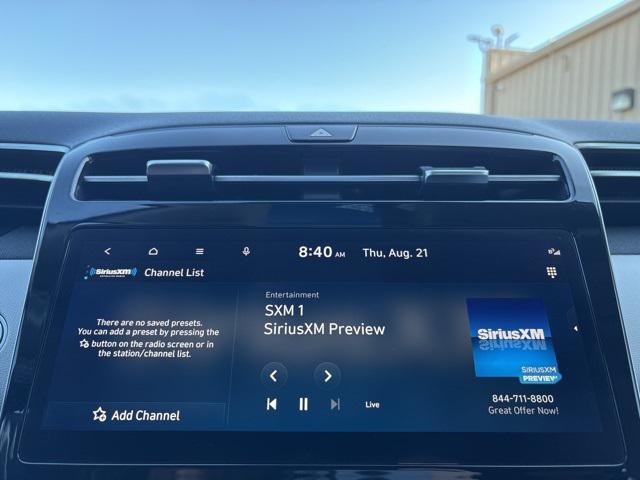 8:40 AM Thu, Aug. 21
SiriusXM Channel List
There are no saved presets.
You can add a preset by pressing the
button on the radio screen or in
the station/channel list.
Add Channel
Entertainment
SXM 1
SiriusXM Preview
Live
SiriusXM
SIRIUSXM
PREVIEW
844-711-8800
Great Offer Now!